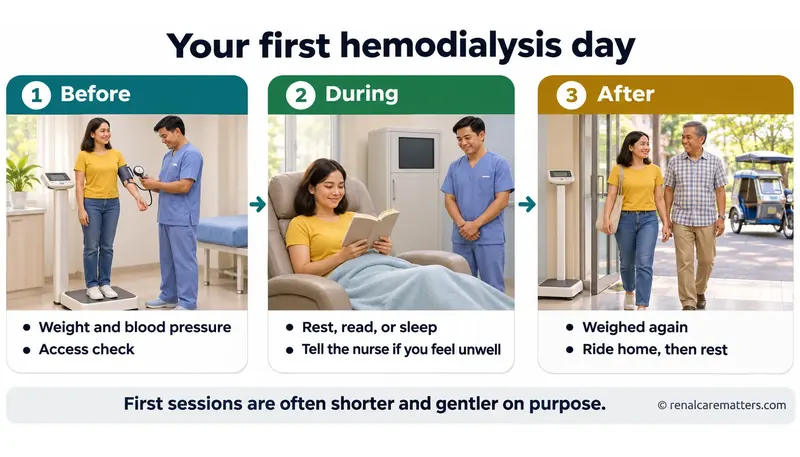 Your first hemodialysis day
1 Before
• Weight and blood pressure
• Access check
2 During
• Rest, read, or sleep
• Tell the nurse if you feel unwell
3 After
• Weighed again
• Ride home, then rest
First sessions are often shorter and gentler on purpose.
© renalcarematters.com